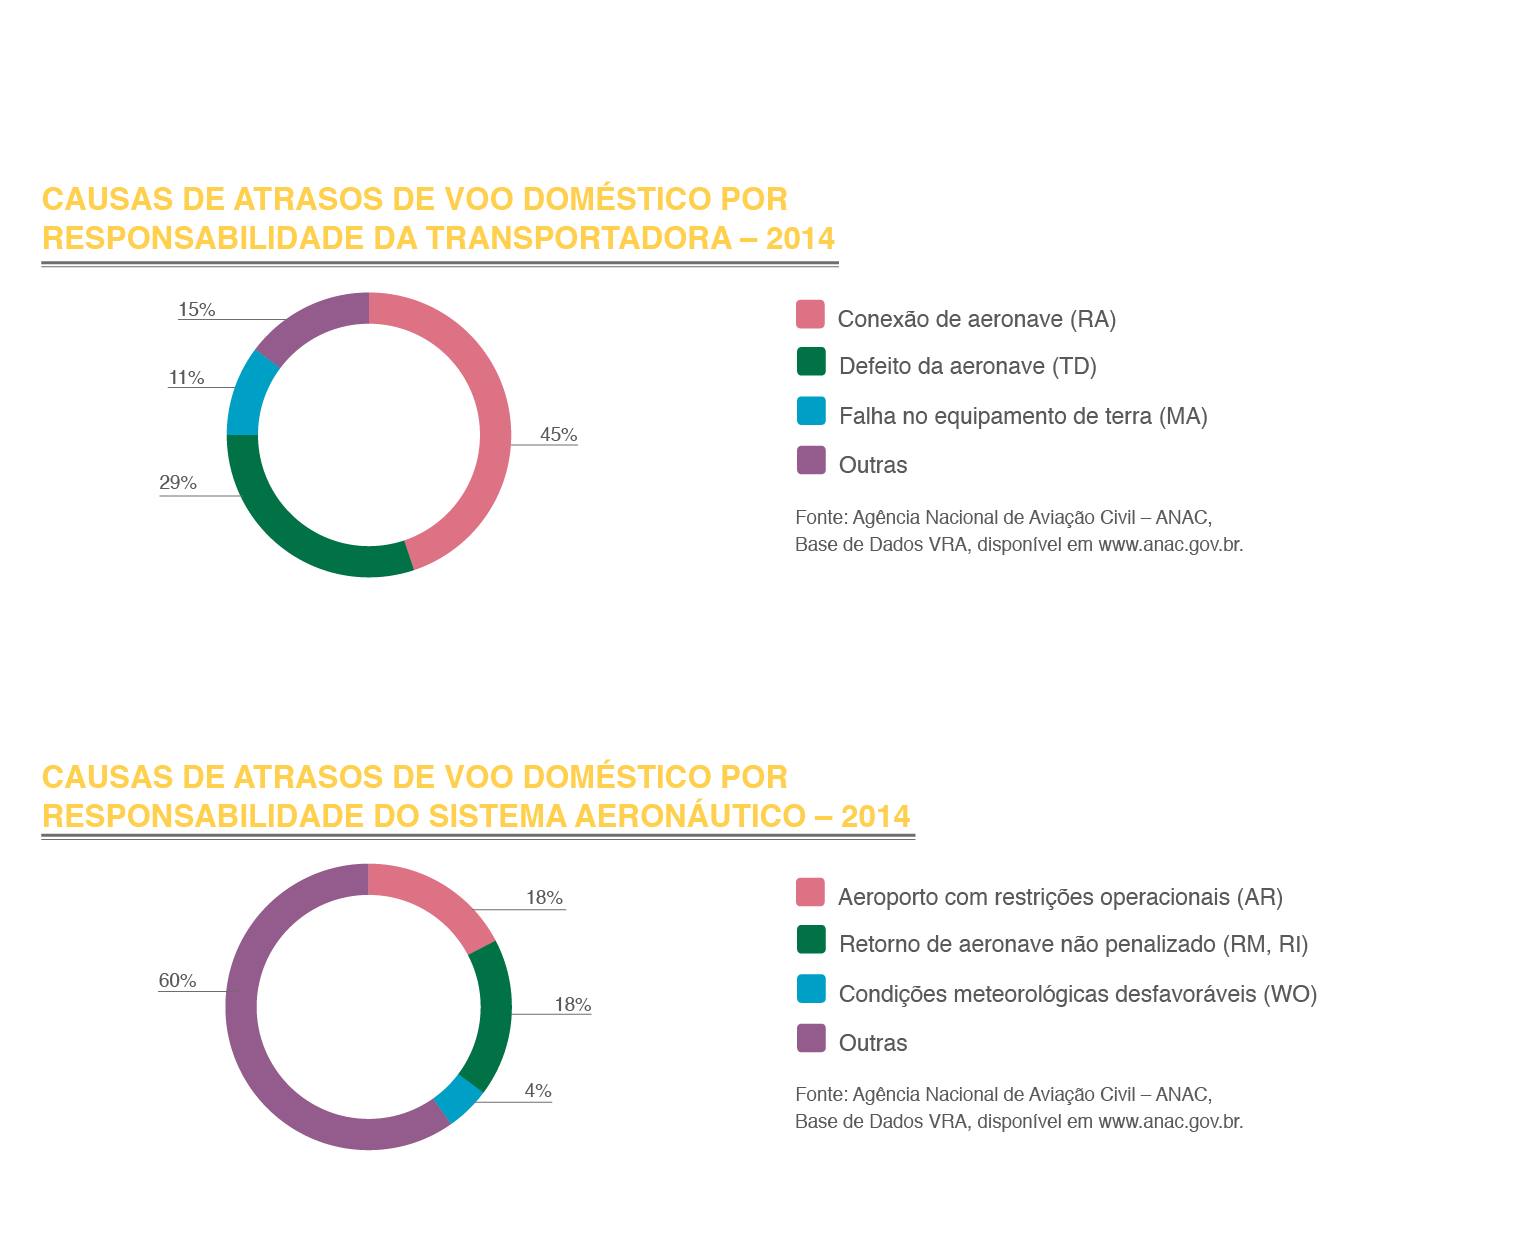 CAUSAS DE ATRASOS DE VOO DOMÉSTICO POR
RESPONSABILIDADE DA TRANSPORTADORA – 2014
15%
11%
29%
45%
Conexão de aeronave (RA)
Defeito da aeronave (TD)
Falha no equipamento de terra (MA)
Outras
Fonte: Agência Nacional de Aviação Civil – ANAC,
Base de Dados VRA, disponível em www.anac.gov.br.
CAUSAS DE ATRASOS DE VOO DOMÉSTICO POR
RESPONSABILIDADE DO SISTEMA AERONÁUTICO – 2014
18%
60%
18%
4%
Aeroporto com restrições operacionais (AR)
Retorno de aeronave não penalizado (RM, RI)
Condições meteorológicas desfavoráveis (WO)
Outras
Fonte: Agência Nacional de Aviação Civil – ANAC,
Base de Dados VRA, disponível em www.anac.gov.br.